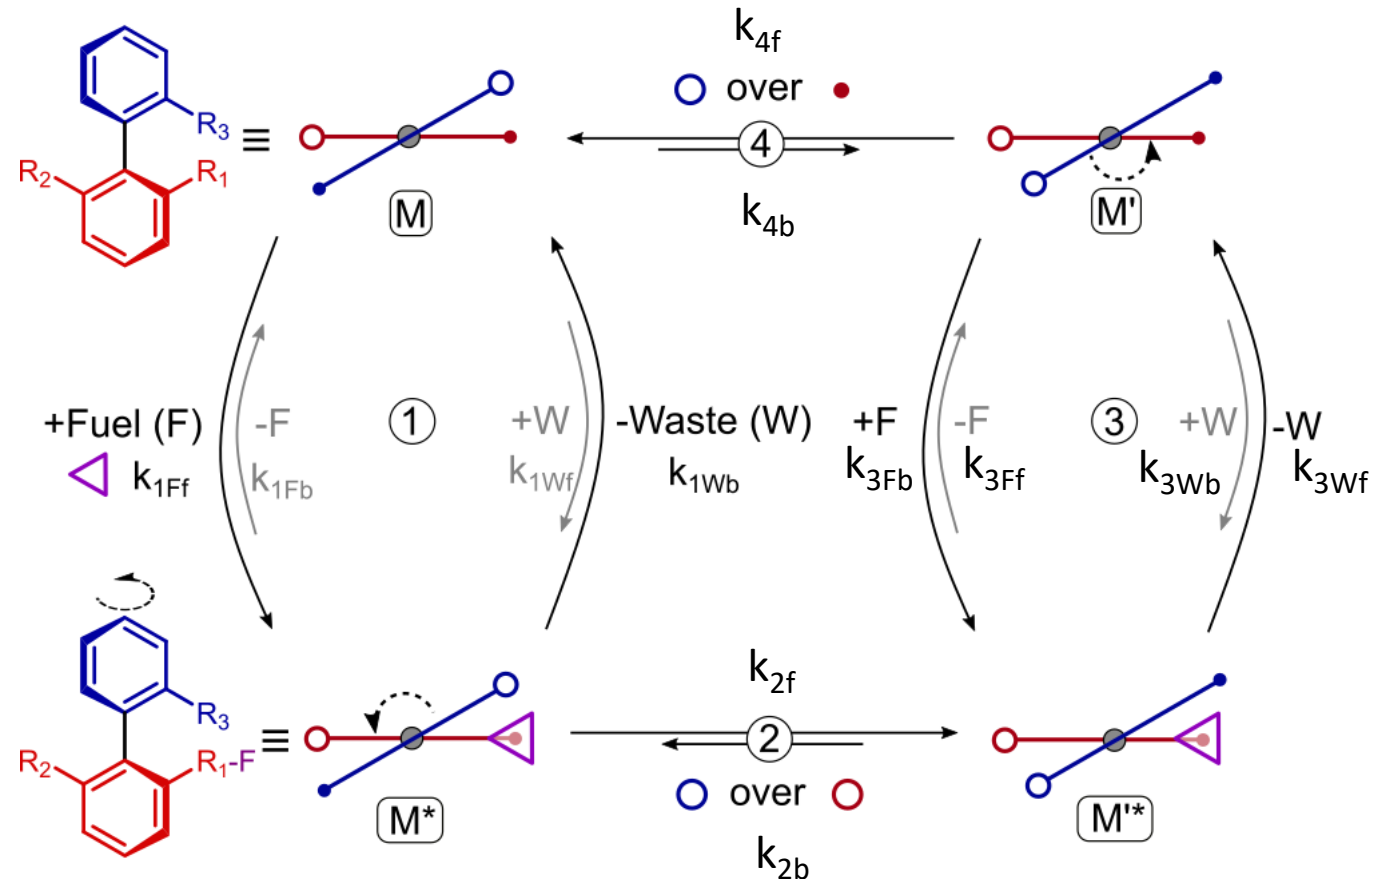 k4f
over
4
k4b
R3
R2
R1
M
M'
+Fuel (F)
k1Ff
-F
k1Fb
1
+W
k1Wf
-Waste (W)
k1Wb
+F
k3Fb
-F
k3Ff
3
+W
k3Wb
-W
k3Wf
R3
R2
R1-F
M*
k2f
2
over
k2b
M'*